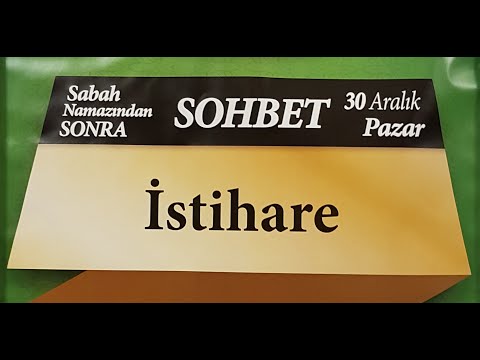 Sabah
Namazından
SONRA
SOHBET
30 Aralık
Pazar
İstihare